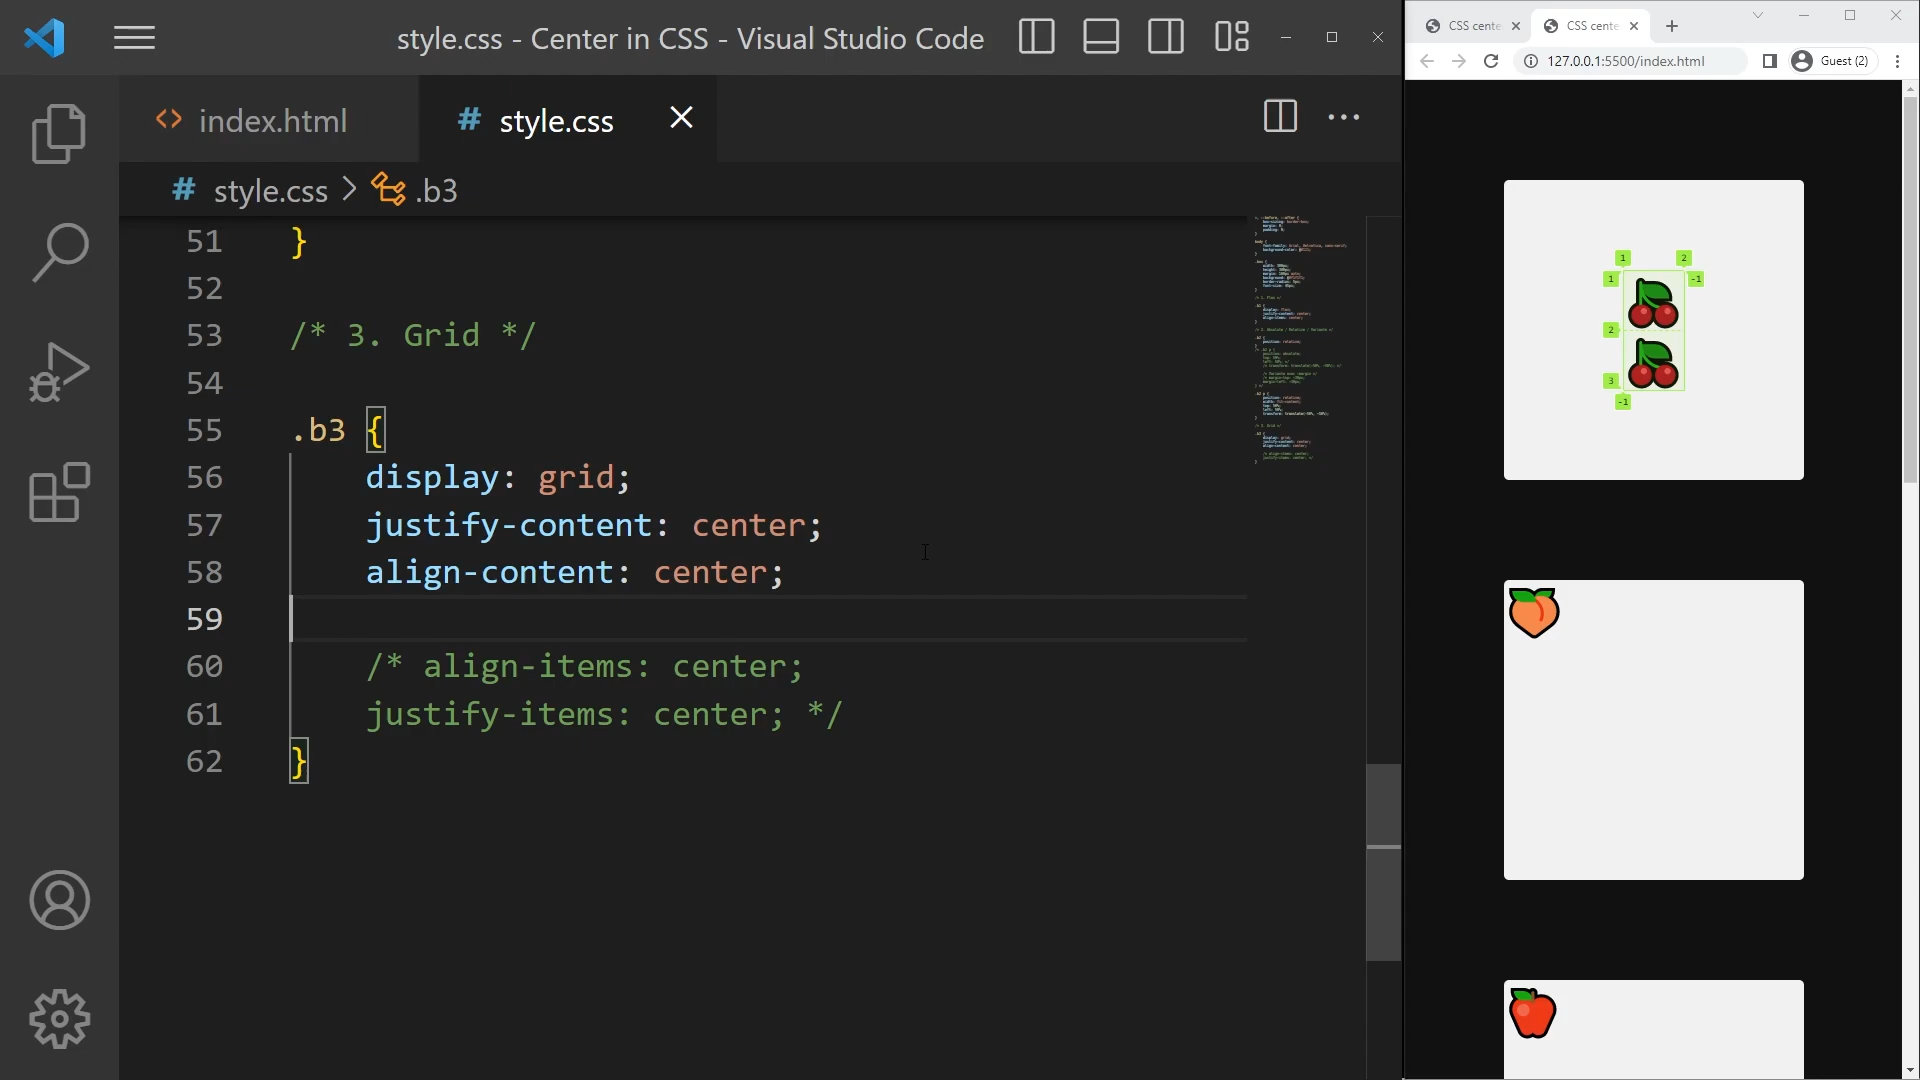 style.css - Center in CSS - Visual Studio Code
index.html
# style.css
# style.css > .b3
51 }
52
53 /* 3. Grid */
54
55 .b3 {
56 display: grid;
57 justify-content: center;
58 align-content: center;
59
60 /* align-items: center;
61 justify-items: center; */
62 }
CSS cente
CSS cente
127.0.0.1:5500/index.html
Guest (2)
1 2
1 -1
2
3
-1